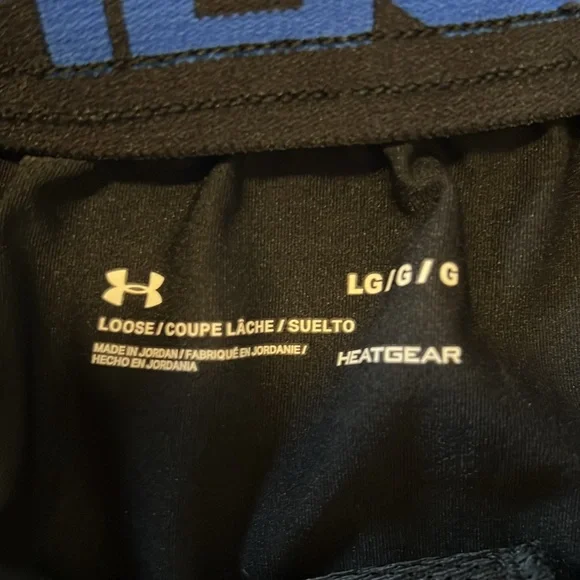 LG/G/G
LOOSE/COUPE LÂCHE/SUELTO
MADE IN JORDAN/FABRIQUÉ EN JORDANIE/
HECHO EN JORDANIA
HEATGEAR